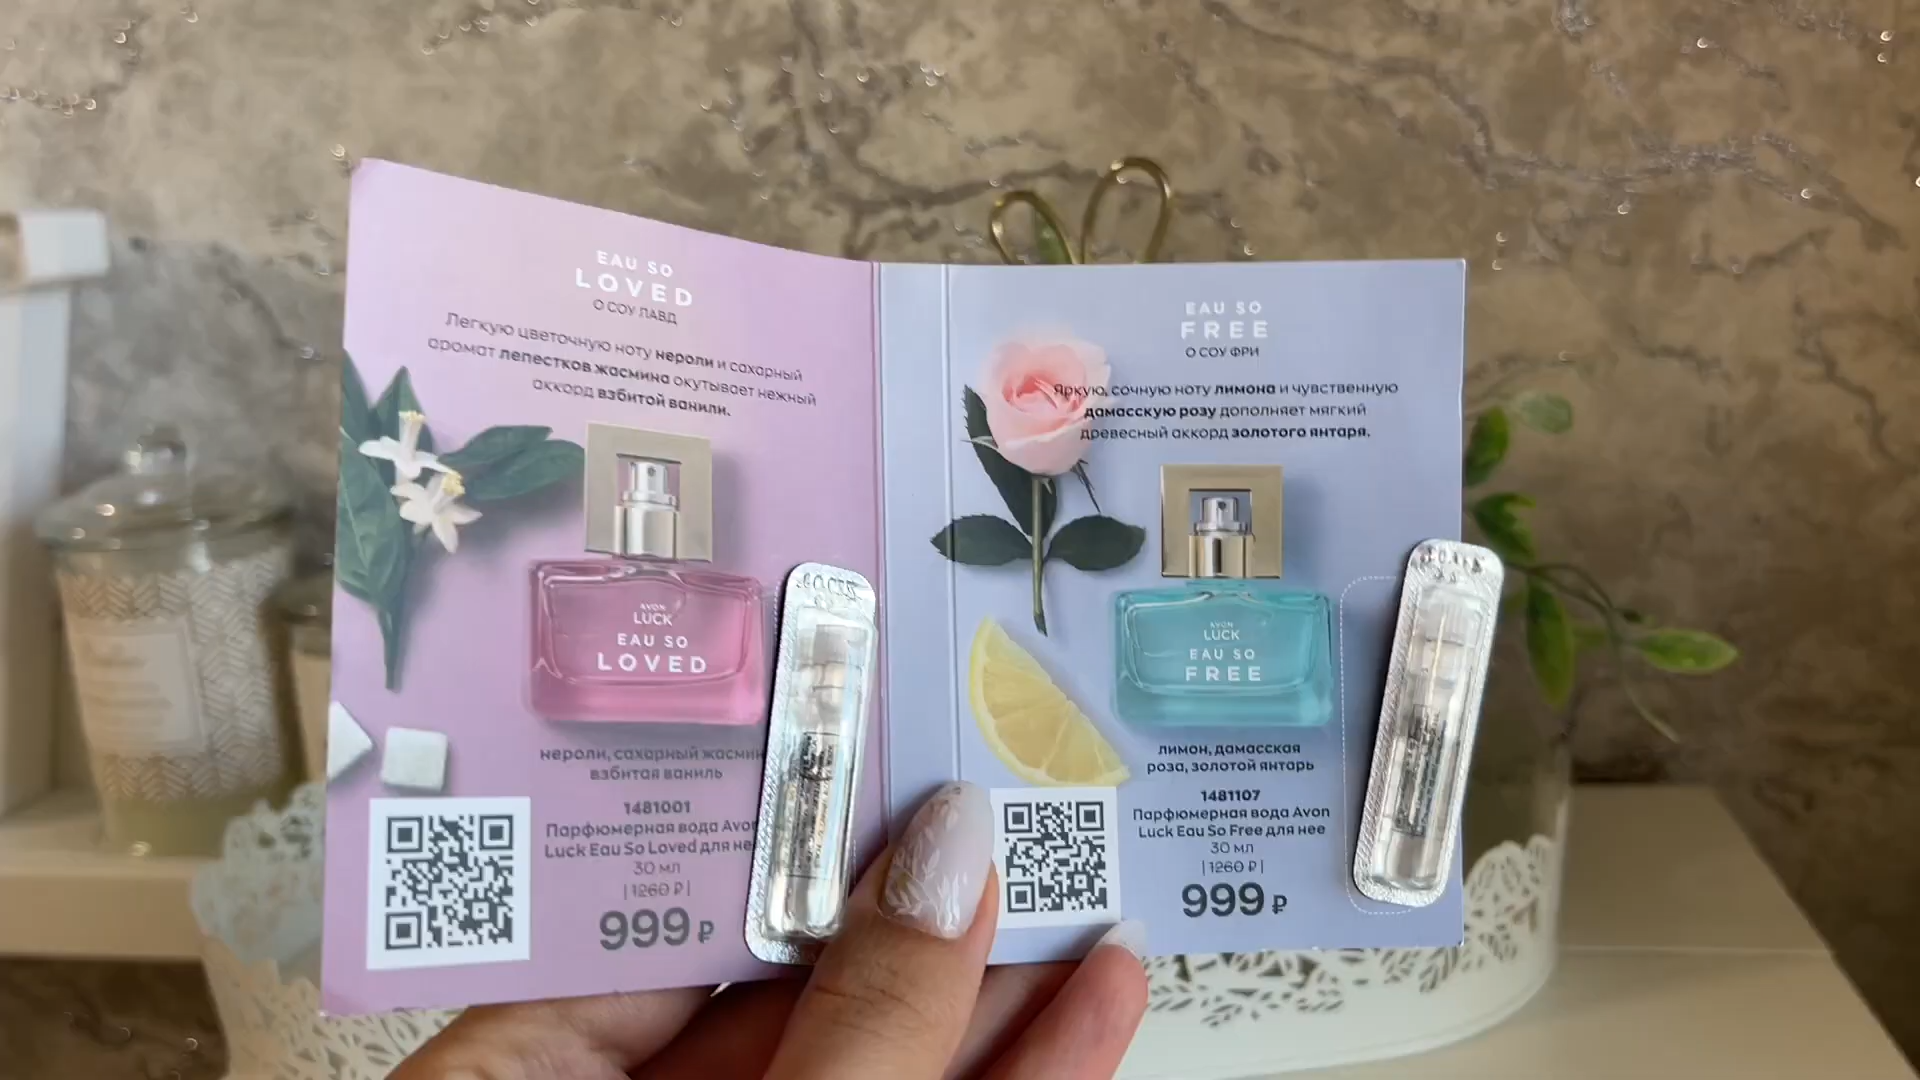 EAU SO
LOVED
О СОУ ЛАВД
Легкую цветочную ноту нероли и сахарный
аромат лепестков жасмина окутывает нежный
аккорд взбитой ванили.
AVON
LUCK
EAU SO
LOVED
нероли, сахарный жасмин
взбитая ваниль
1481001
Парфюмерная вода Avon
Luck Eau So Loved для нее
30 мл
| 1260 ₽ |
999 ₽
EAU SO
FREE
О СОУ ФРИ
Яркую, сочную ноту лимона и чувственную
дамасскую розу дополняет мягкий
древесный аккорд золотого янтаря.
AVON
LUCK
EAU SO
FREE
лимон, дамасская
роза, золотой янтарь
1481107
Парфюмерная вода Avon
Luck Eau So Free для нее
30 мл
| 1260 ₽ |
999 ₽